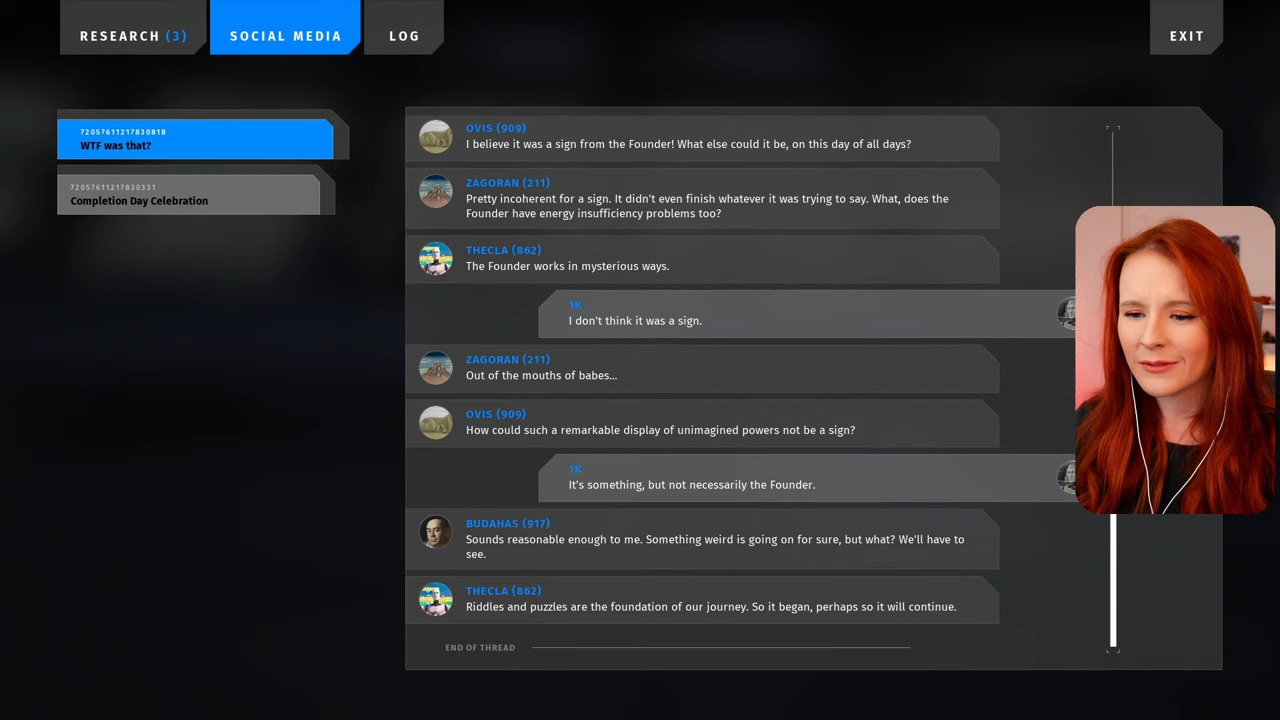 RESEARCH (3)
SOCIAL MEDIA
LOG
EXIT
72057611217830818
WTF was that?
72057611217830331
Completion Day Celebration
OVIS (909)
I believe it was a sign from the Founder! What else could it be, on this day of all days?
ZAGORAN (211)
Pretty incoherent for a sign. It didn't even finish whatever it was trying to say. What, does the
Founder have energy insufficiency problems too?
THECLA (862)
The Founder works in mysterious ways.
1K
I don't think it was a sign.
ZAGORAN (211)
Out of the mouths of babes...
OVIS (909)
How could such a remarkable display of unimagined powers not be a sign?
1K
It's something, but not necessarily the Founder.
BUDAHAS (917)
Sounds reasonable enough to me. Something weird is going on for sure, but what? We'll have to
see.
THECLA (862)
Riddles and puzzles are the foundation of our journey. So it began, perhaps so it will continue.
END OF THREAD